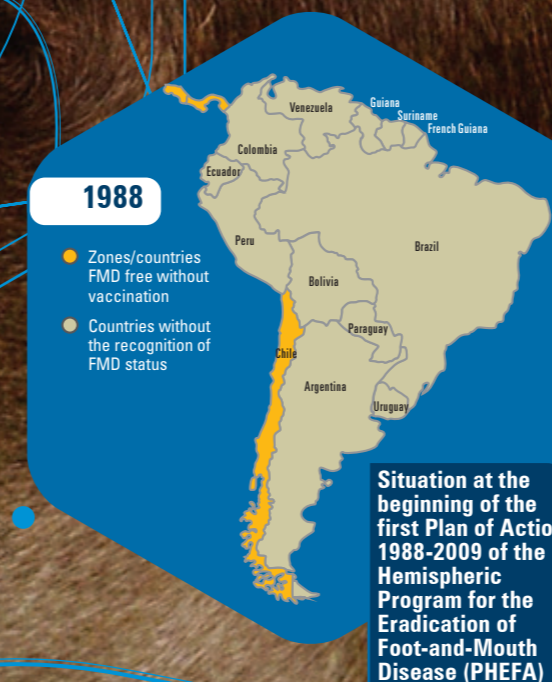 Venezuela
Guiana
Suriname
French Guiana
Colombia
Ecuador
1988
Peru
Brazil
Zones/countries
FMD free without
vaccination
Bolivia
Countries without
the recognition of
FMD status
Paraguay
Chile
Argentina
Uruguay
Situation at the
beginning of the
first Plan of Actio
1988-2009 of the
Hemispheric
Program for the
Eradication of
Foot-and-Mouth
Disease (PHEFA)